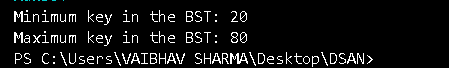 Minimum key in the BST: 20
Maximum key in the BST: 80
PS C:\Users\VAIBHAV SHARMA\Desktop\DSAN>